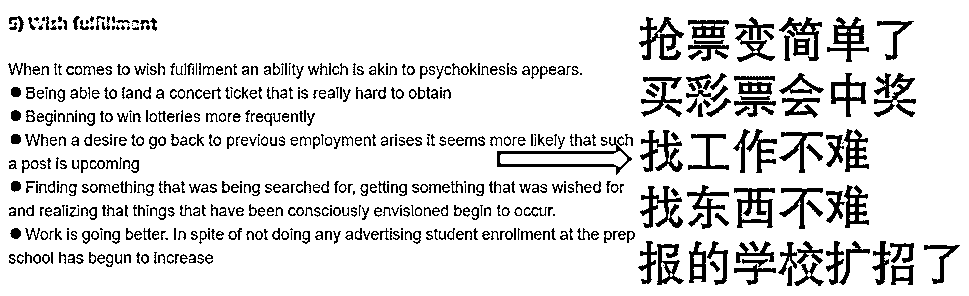 5) Wish fulfillment
When it comes to wish fulfillment an ability which is akin to psychokinesis appears.
●Being able to land a concert ticket that is really hard to obtain
●Beginning to win lotteries more frequently
●When a desire to go back to previous employment arises it seems more likely that such
a post is upcoming
●Finding something that was being searched for, getting something that was wished for
and realizing that things that have been consciously envisioned begin to occur.
●Work is going better. In spite of not doing any advertising student enrollment at the prep
school has begun to increase
抢票变简单了
买彩票会中奖
找工作不难
找东西不难
报的学校扩招了